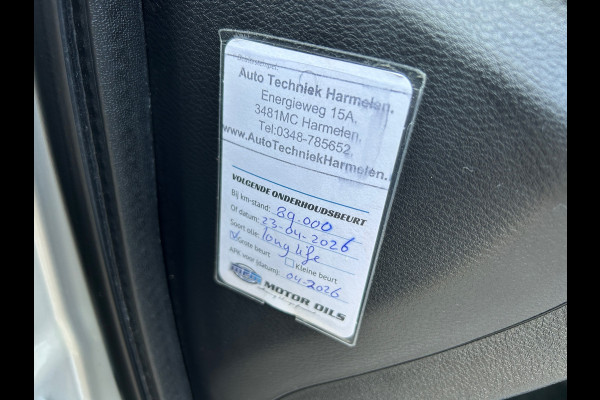 Auto Techniek Harmelen.
Energieweg 15A,
3481MC Harmelen,
Tel:0348-785652,
www.AutoTechniekHarmelen.
VOLGENDE ONDERHOUDSBEURT
Bij km-stand: 89.000
Of datum: 23-04-2026
Soort olie: long life
Grote beurt Kleine beurt
APK voor (datum): 04-2026
MOTOR OILS